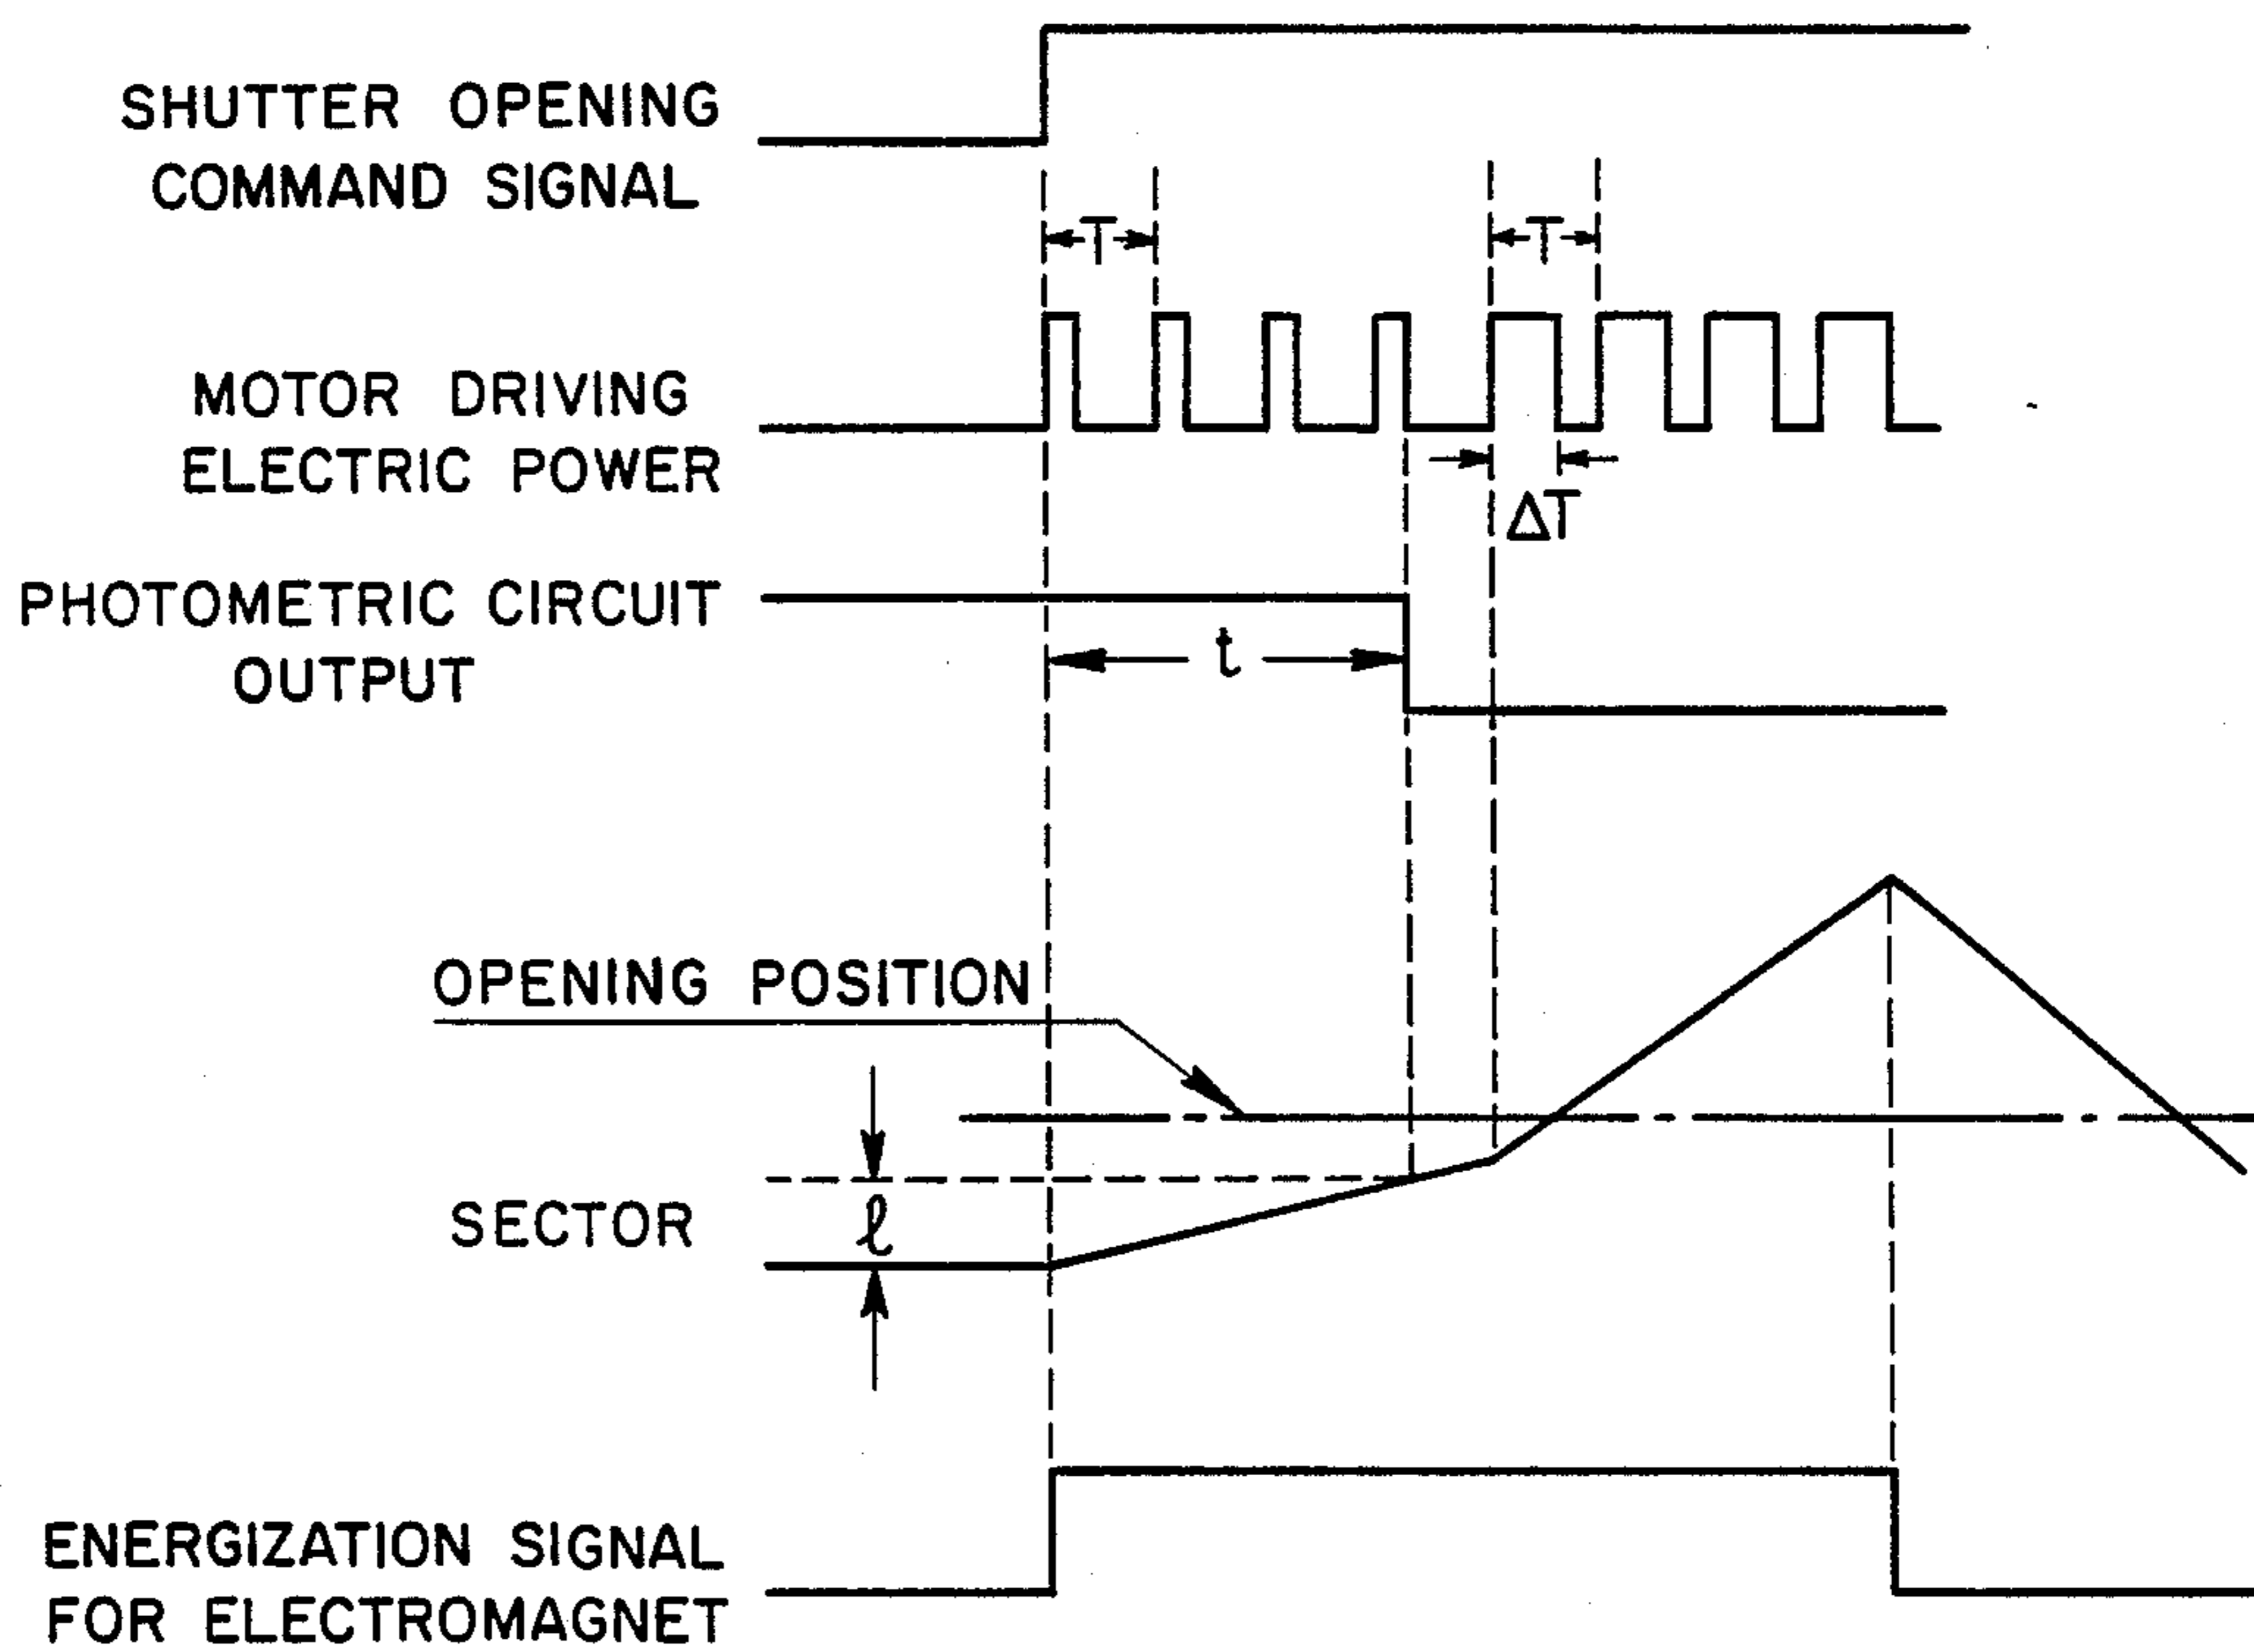 SHUTTER OPENING
COMMAND SIGNAL
T
T
MOTOR DRIVING
ELECTRIC POWER
ΔT
PHOTOMETRIC CIRCUIT
OUTPUT
t
OPENING POSITION
SECTOR
ℓ
ENERGIZATION SIGNAL
FOR ELECTROMAGNET